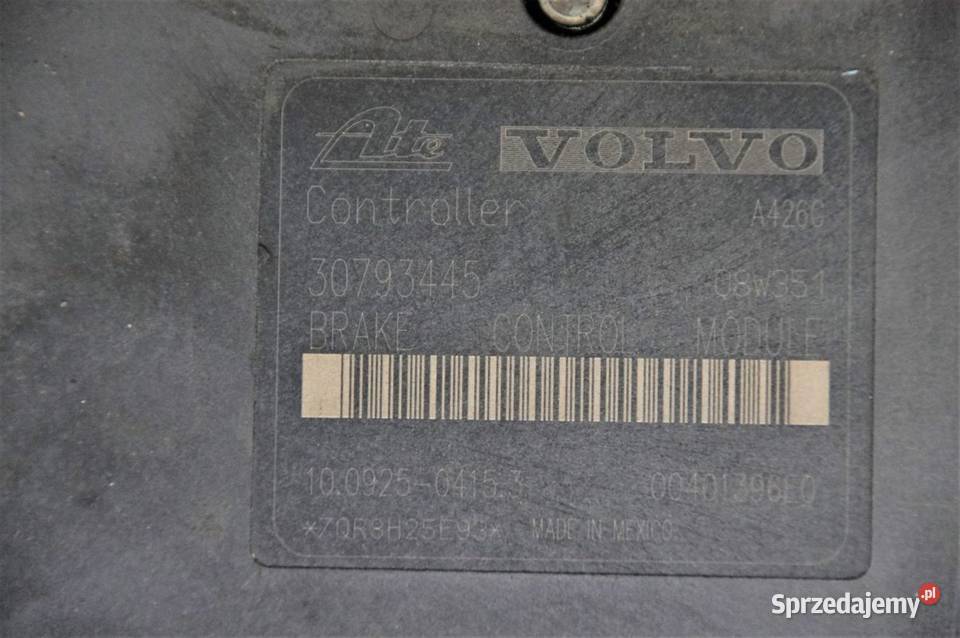 Ate VOLVO
Controller A426C
30793445 08W351
BRAKE CONTROL MODULE
10.0925-0415.3 00401396E0
*7QR8H25E93* MADE IN MEXICO
Sprzedajemy.pl